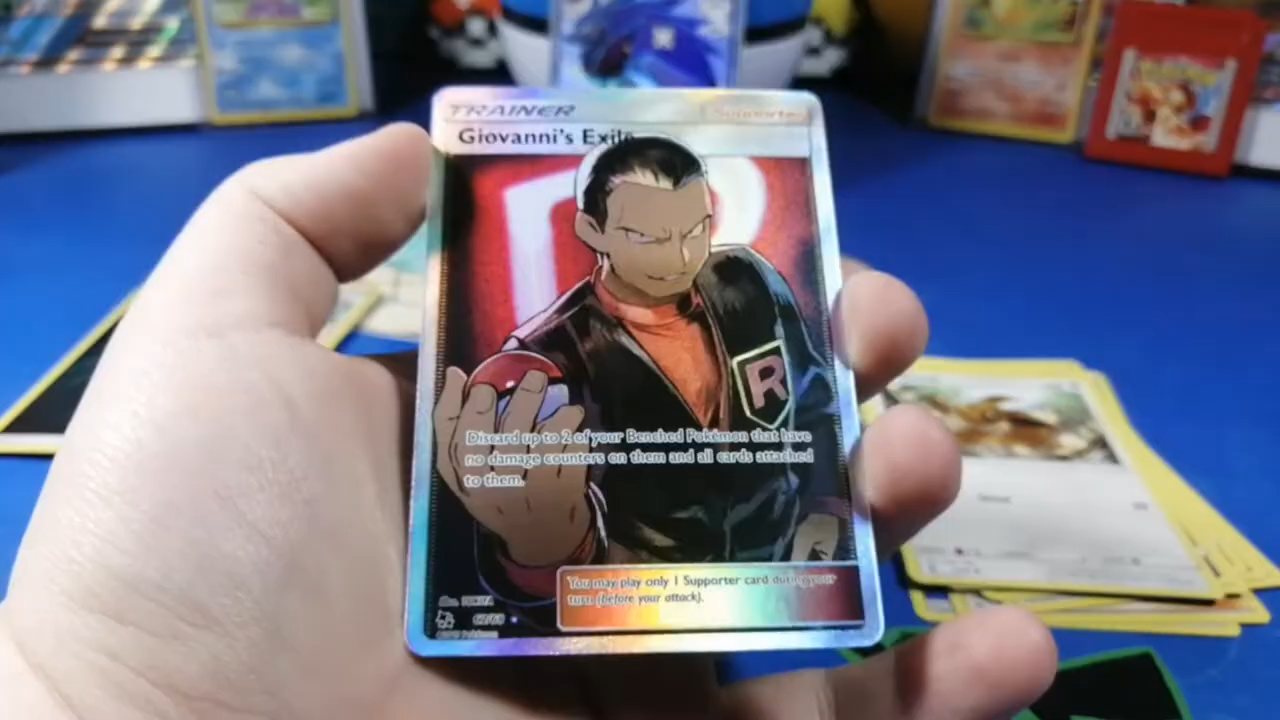 TRAINER
Supporter
Giovanni's Exile
R
Discard up to 2 of your Benched Pokémon that have
no damage counters on them and all cards attached
to them.
You may play only 1 Supporter card during your
turn (before your attack).
67/68